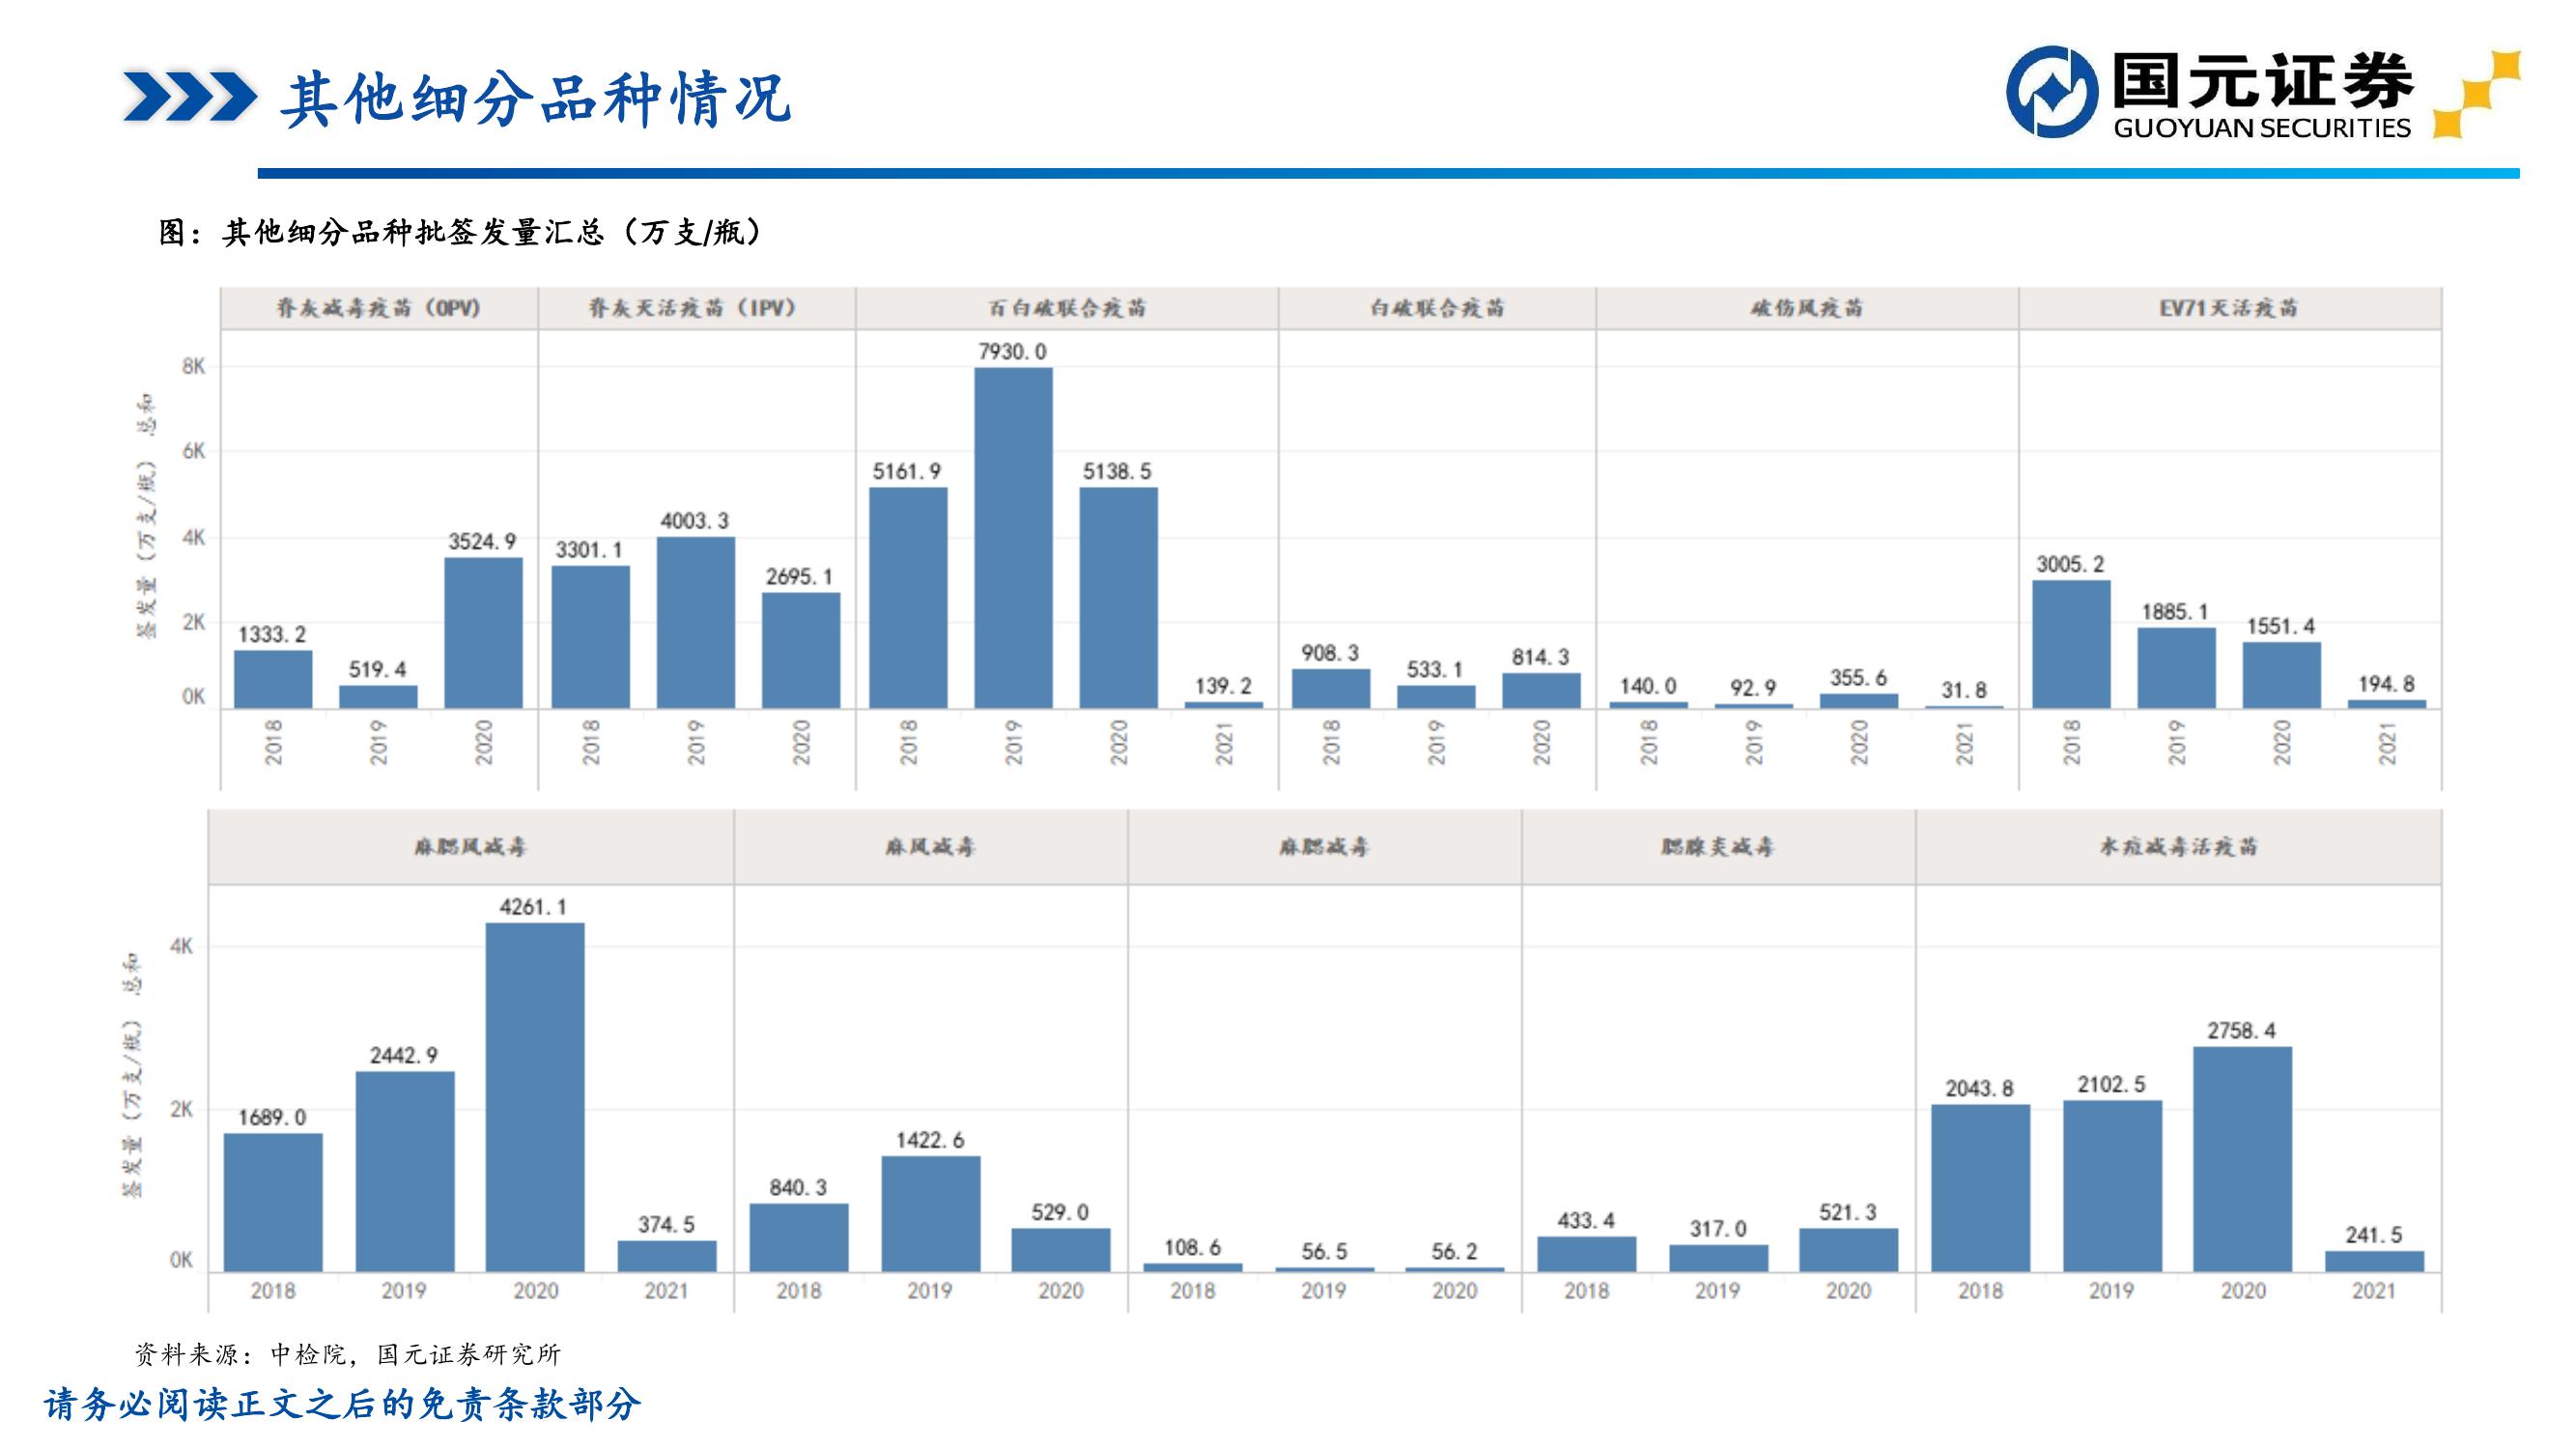 其他细分品种情况
国元证券
GUOYUAN SECURITIES
图：其他细分品种批签发量汇总（万支/瓶）
脊灰减毒疫苗（OPV） 脊灰灭活疫苗（IPV） 百白破联合疫苗 白破联合疫苗 破伤风疫苗 EV71灭活疫苗
签发量（万支/瓶） 总和
8K
6K
4K
2K
0K
1333.2 519.4 3524.9 3301.1 4003.3 2695.1 5161.9 7930.0 5138.5 139.2 908.3 533.1 814.3 140.0 92.9 355.6 31.8 3005.2 1885.1 1551.4 194.8
2018 2019 2020 2018 2019 2020 2018 2019 2020 2021 2018 2019 2020 2018 2019 2020 2021 2018 2019 2020 2021
麻腮风减毒 麻风减毒 麻腮减毒 腮腺炎减毒 水痘减毒活疫苗
签发量（万支/瓶） 总和
4K
2K
0K
1689.0 2442.9 4261.1 374.5 840.3 1422.6 529.0 108.6 56.5 56.2 433.4 317.0 521.3 2043.8 2102.5 2758.4 241.5
2018 2019 2020 2021 2018 2019 2020 2018 2019 2020 2018 2019 2020 2018 2019 2020 2021
资料来源：中检院，国元证券研究所
请务必阅读正文之后的免责条款部分